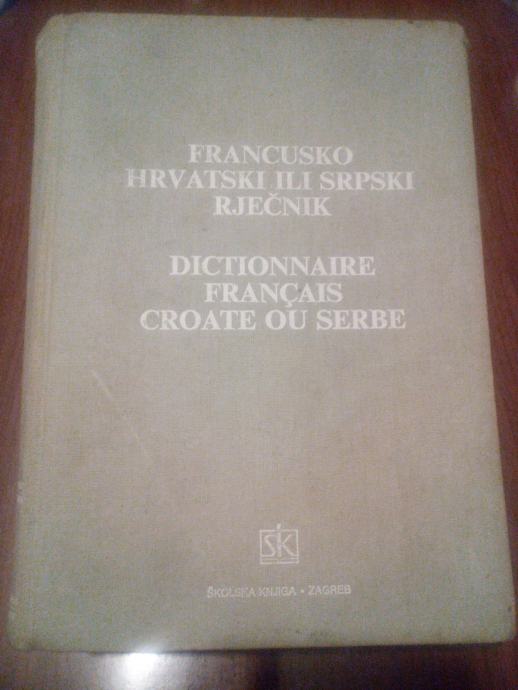 FRANCUSKO
HRVATSKI ILI SRPSKI
RJEČNIK
DICTIONNAIRE
FRANÇAIS
CROATE OU SERBE
ŠK
ŠKOLSKA KNJIGA • ZAGREB